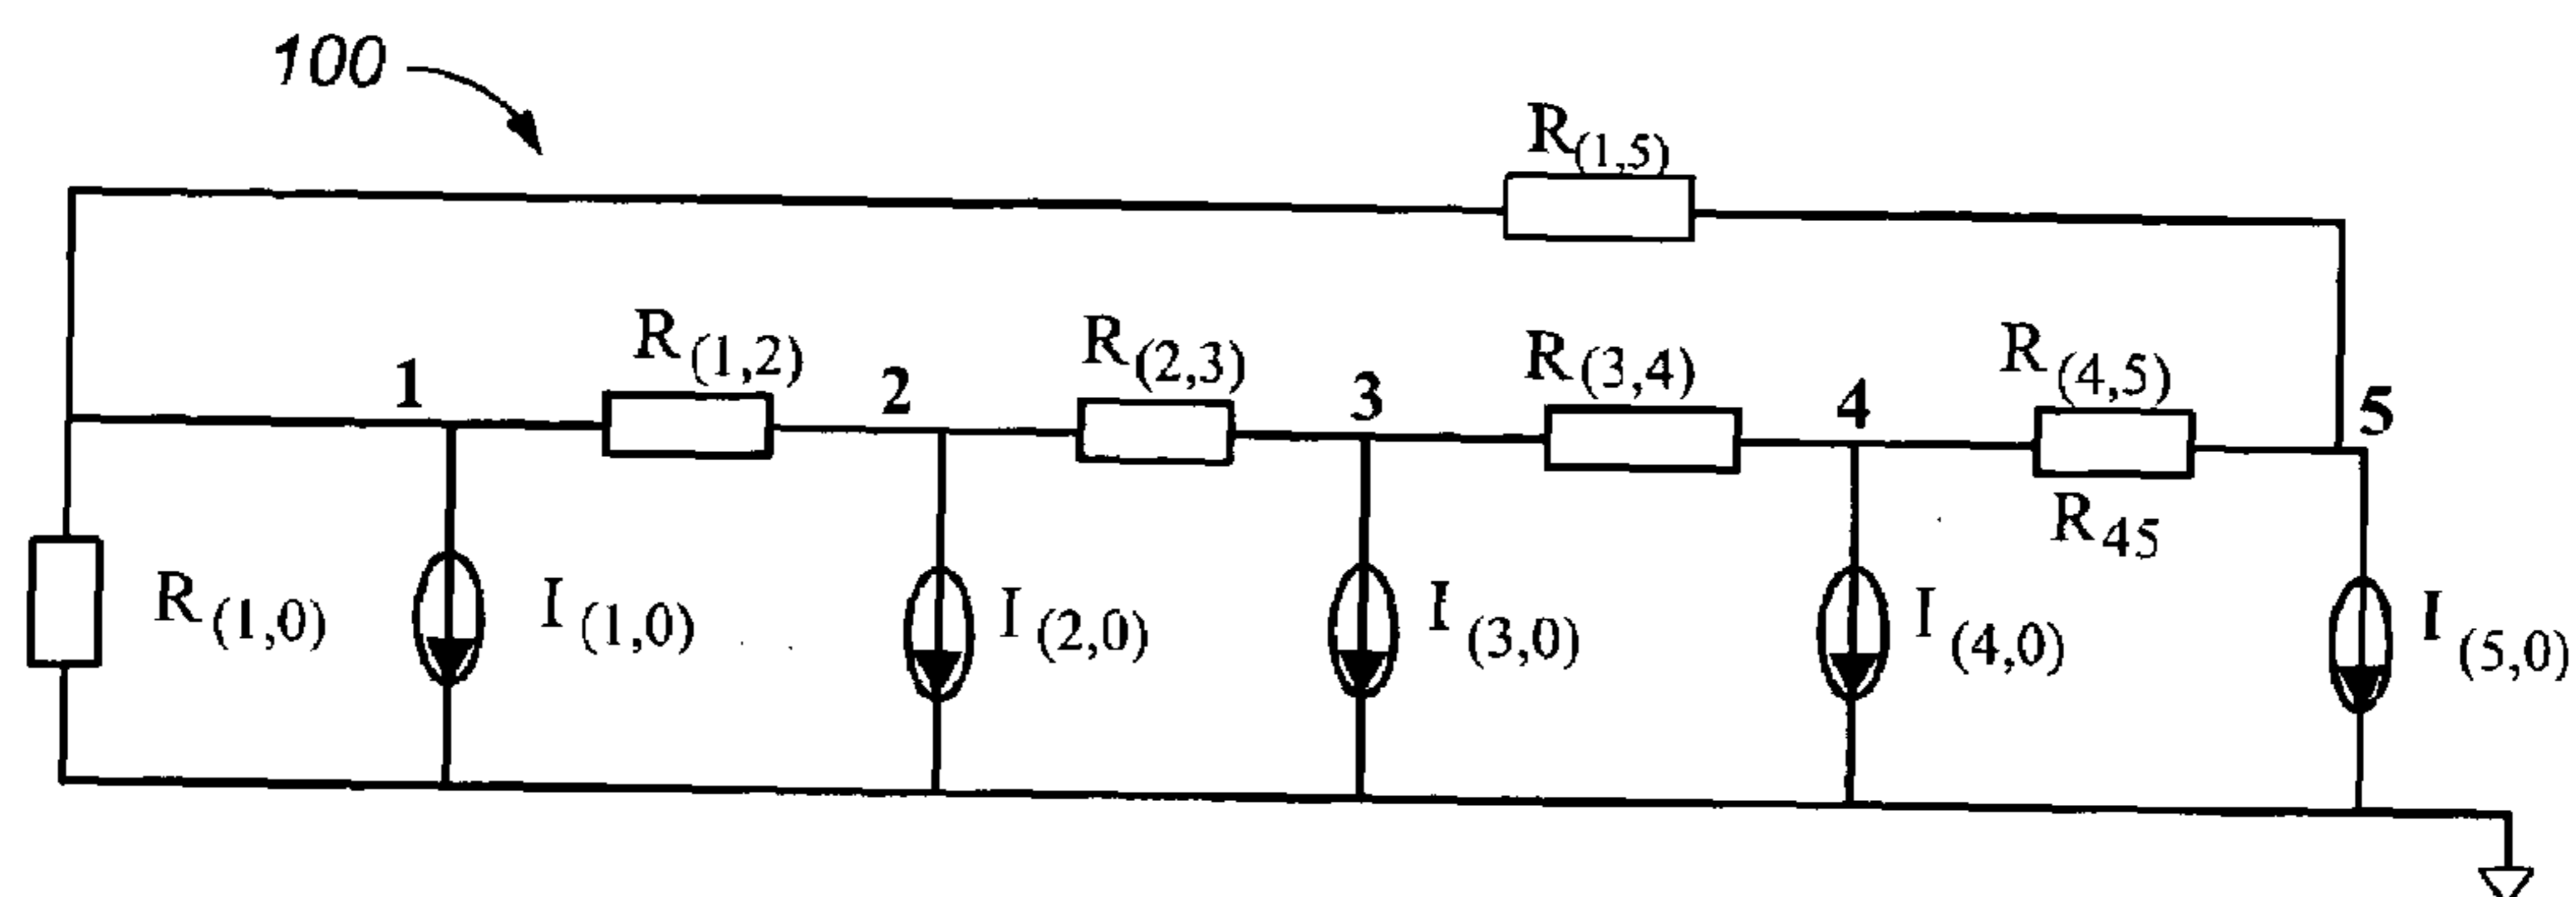 100
R(1,5)
1
R(1,2)
2
R(2,3)
3
R(3,4)
4
R(4,5)
5
R45
R(1,0)
I(1,0)
I(2,0)
I(3,0)
I(4,0)
I(5,0)